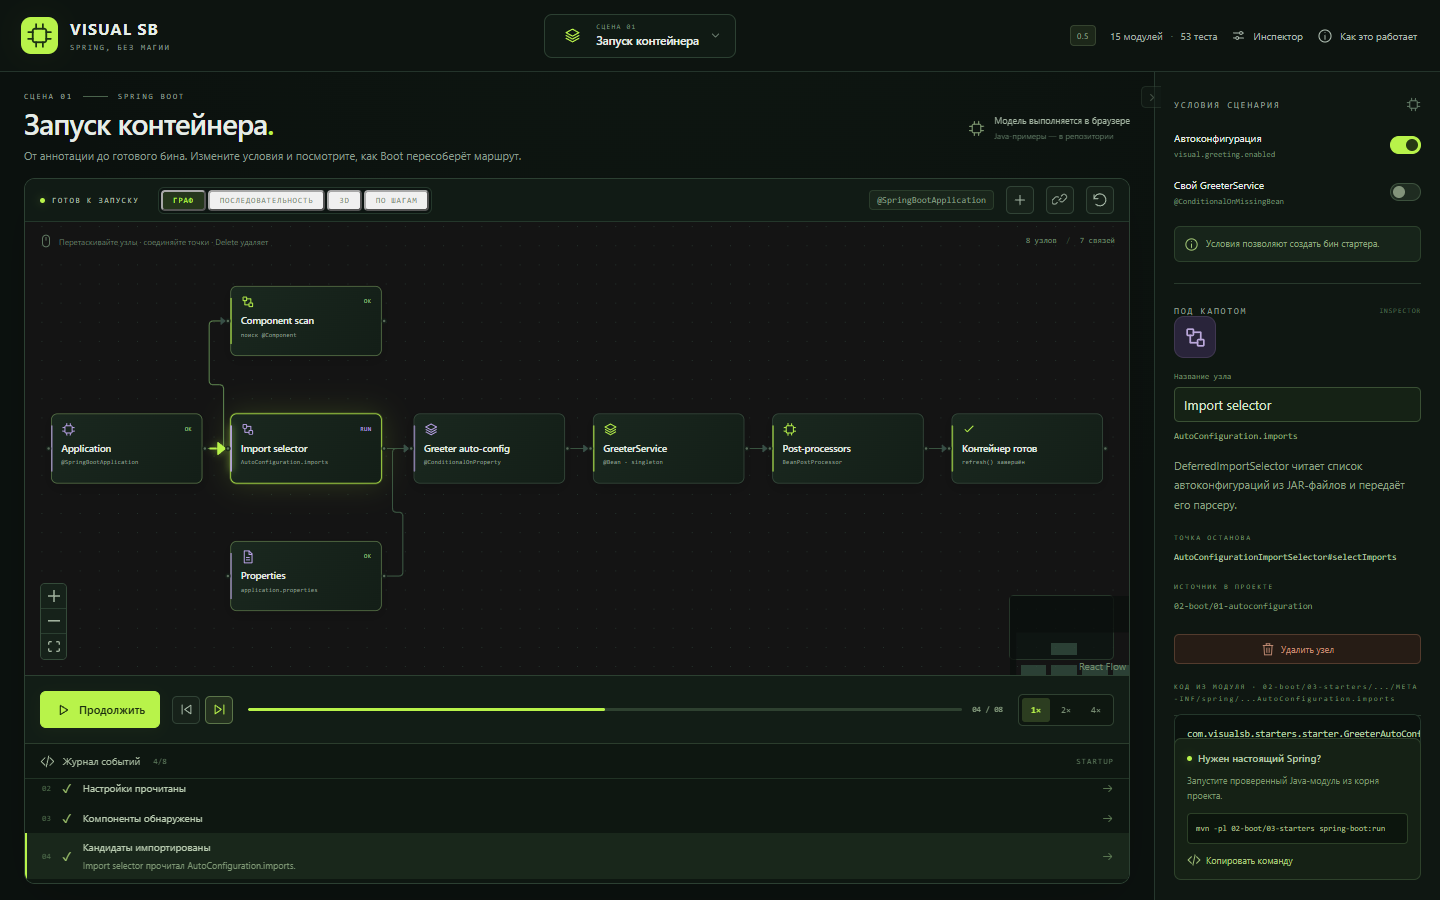 VISUAL SB
SPRING, БЕЗ МАГИИ
СЦЕНА 01
Запуск контейнера
0.5
15 модулей · 53 теста
Инспектор
Как это работает
СЦЕНА 01 SPRING BOOT
Запуск контейнера.
От аннотации до готового бина. Измените условия и посмотрите, как Boot пересоберёт маршрут.
Модель выполняется в браузере
Java-примеры — в репозитории
ГОТОВ К ЗАПУСКУ
ГРАФ
ПОСЛЕДОВАТЕЛЬНОСТЬ
3D
ПО ШАГАМ
@SpringBootApplication
Перетаскивайте узлы · соединяйте точки · Delete удаляет
8 узлов / 7 связей
OK
Component scan
поиск @Component
OK
Application
@SpringBootApplication
RUN
Import selector
AutoConfiguration.imports
Greeter auto-config
@ConditionalOnProperty
GreeterService
@Bean · singleton
Post-processors
BeanPostProcessor
Контейнер готов
refresh() завершён
OK
Properties
application.properties
React Flow
Продолжить
04 / 08
1×
2×
4×
Журнал событий 4/8
STARTUP
02 Настройки прочитаны
03 Компоненты обнаружены
04 Кандидаты импортированы
Import selector прочитал AutoConfiguration.imports.
УСЛОВИЯ СЦЕНАРИЯ
Автоконфигурация
visual.greeting.enabled
Свой GreeterService
@ConditionalOnMissingBean
Условия позволяют создать бин стартера.
ПОД КАПОТОМ
INSPECTOR
Название узла
Import selector
AutoConfiguration.imports
DeferredImportSelector читает список
автоконфигураций из JAR-файлов и передаёт
его парсеру.
ТОЧКА ОСТАНОВА
AutoConfigurationImportSelector#selectImports
ИСТОЧНИК В ПРОЕКТЕ
02-boot/01-autoconfiguration
Удалить узел
КОД ИЗ МОДУЛЯ · 02-boot/03-starters/.../META
-INF/spring/...AutoConfiguration.imports
com.visualsb.starters.starter.GreeterAutoConf
Нужен настоящий Spring?
Запустите проверенный Java-модуль из корня
проекта.
mvn -pl 02-boot/03-starters spring-boot:run
Копировать команду